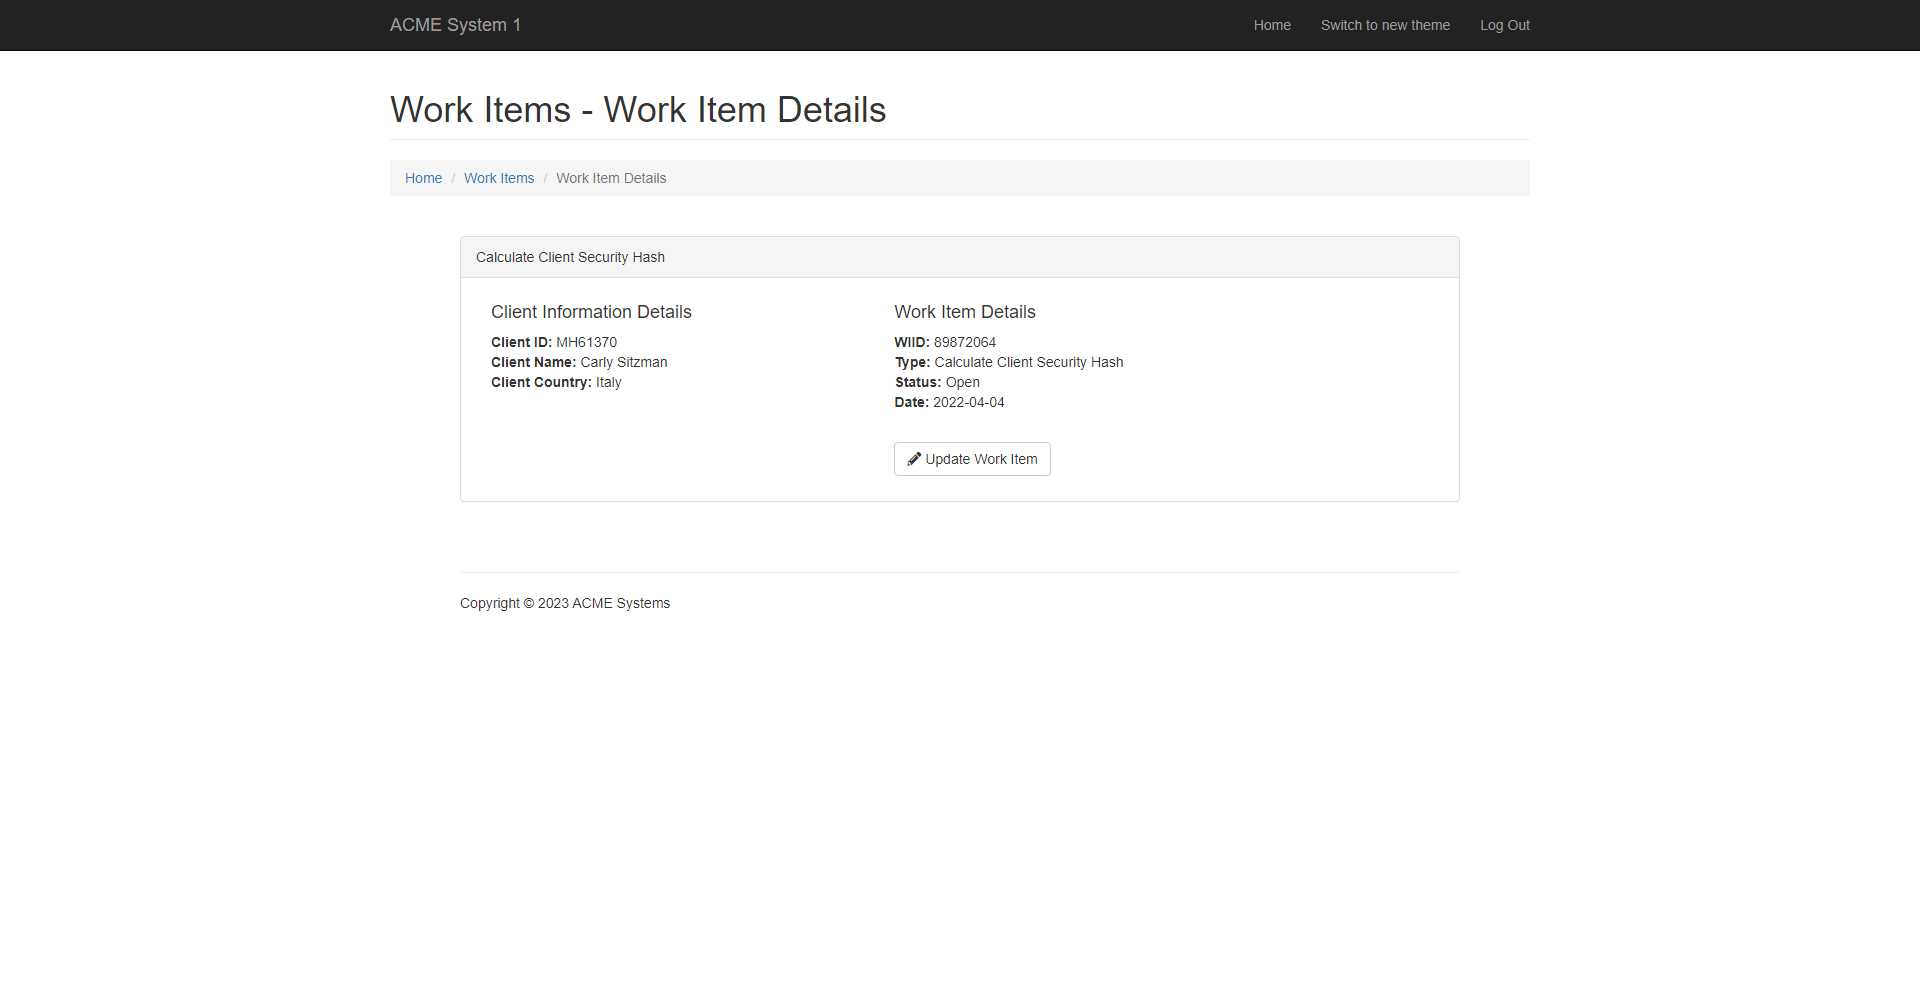 ACME System 1
Home
Switch to new theme
Log Out
Work Items - Work Item Details
Home / Work Items / Work Item Details
Calculate Client Security Hash
Client Information Details
Client ID: MH61370
Client Name: Carly Sitzman
Client Country: Italy
Work Item Details
WIID: 89872064
Type: Calculate Client Security Hash
Status: Open
Date: 2022-04-04
Update Work Item
Copyright © 2023 ACME Systems